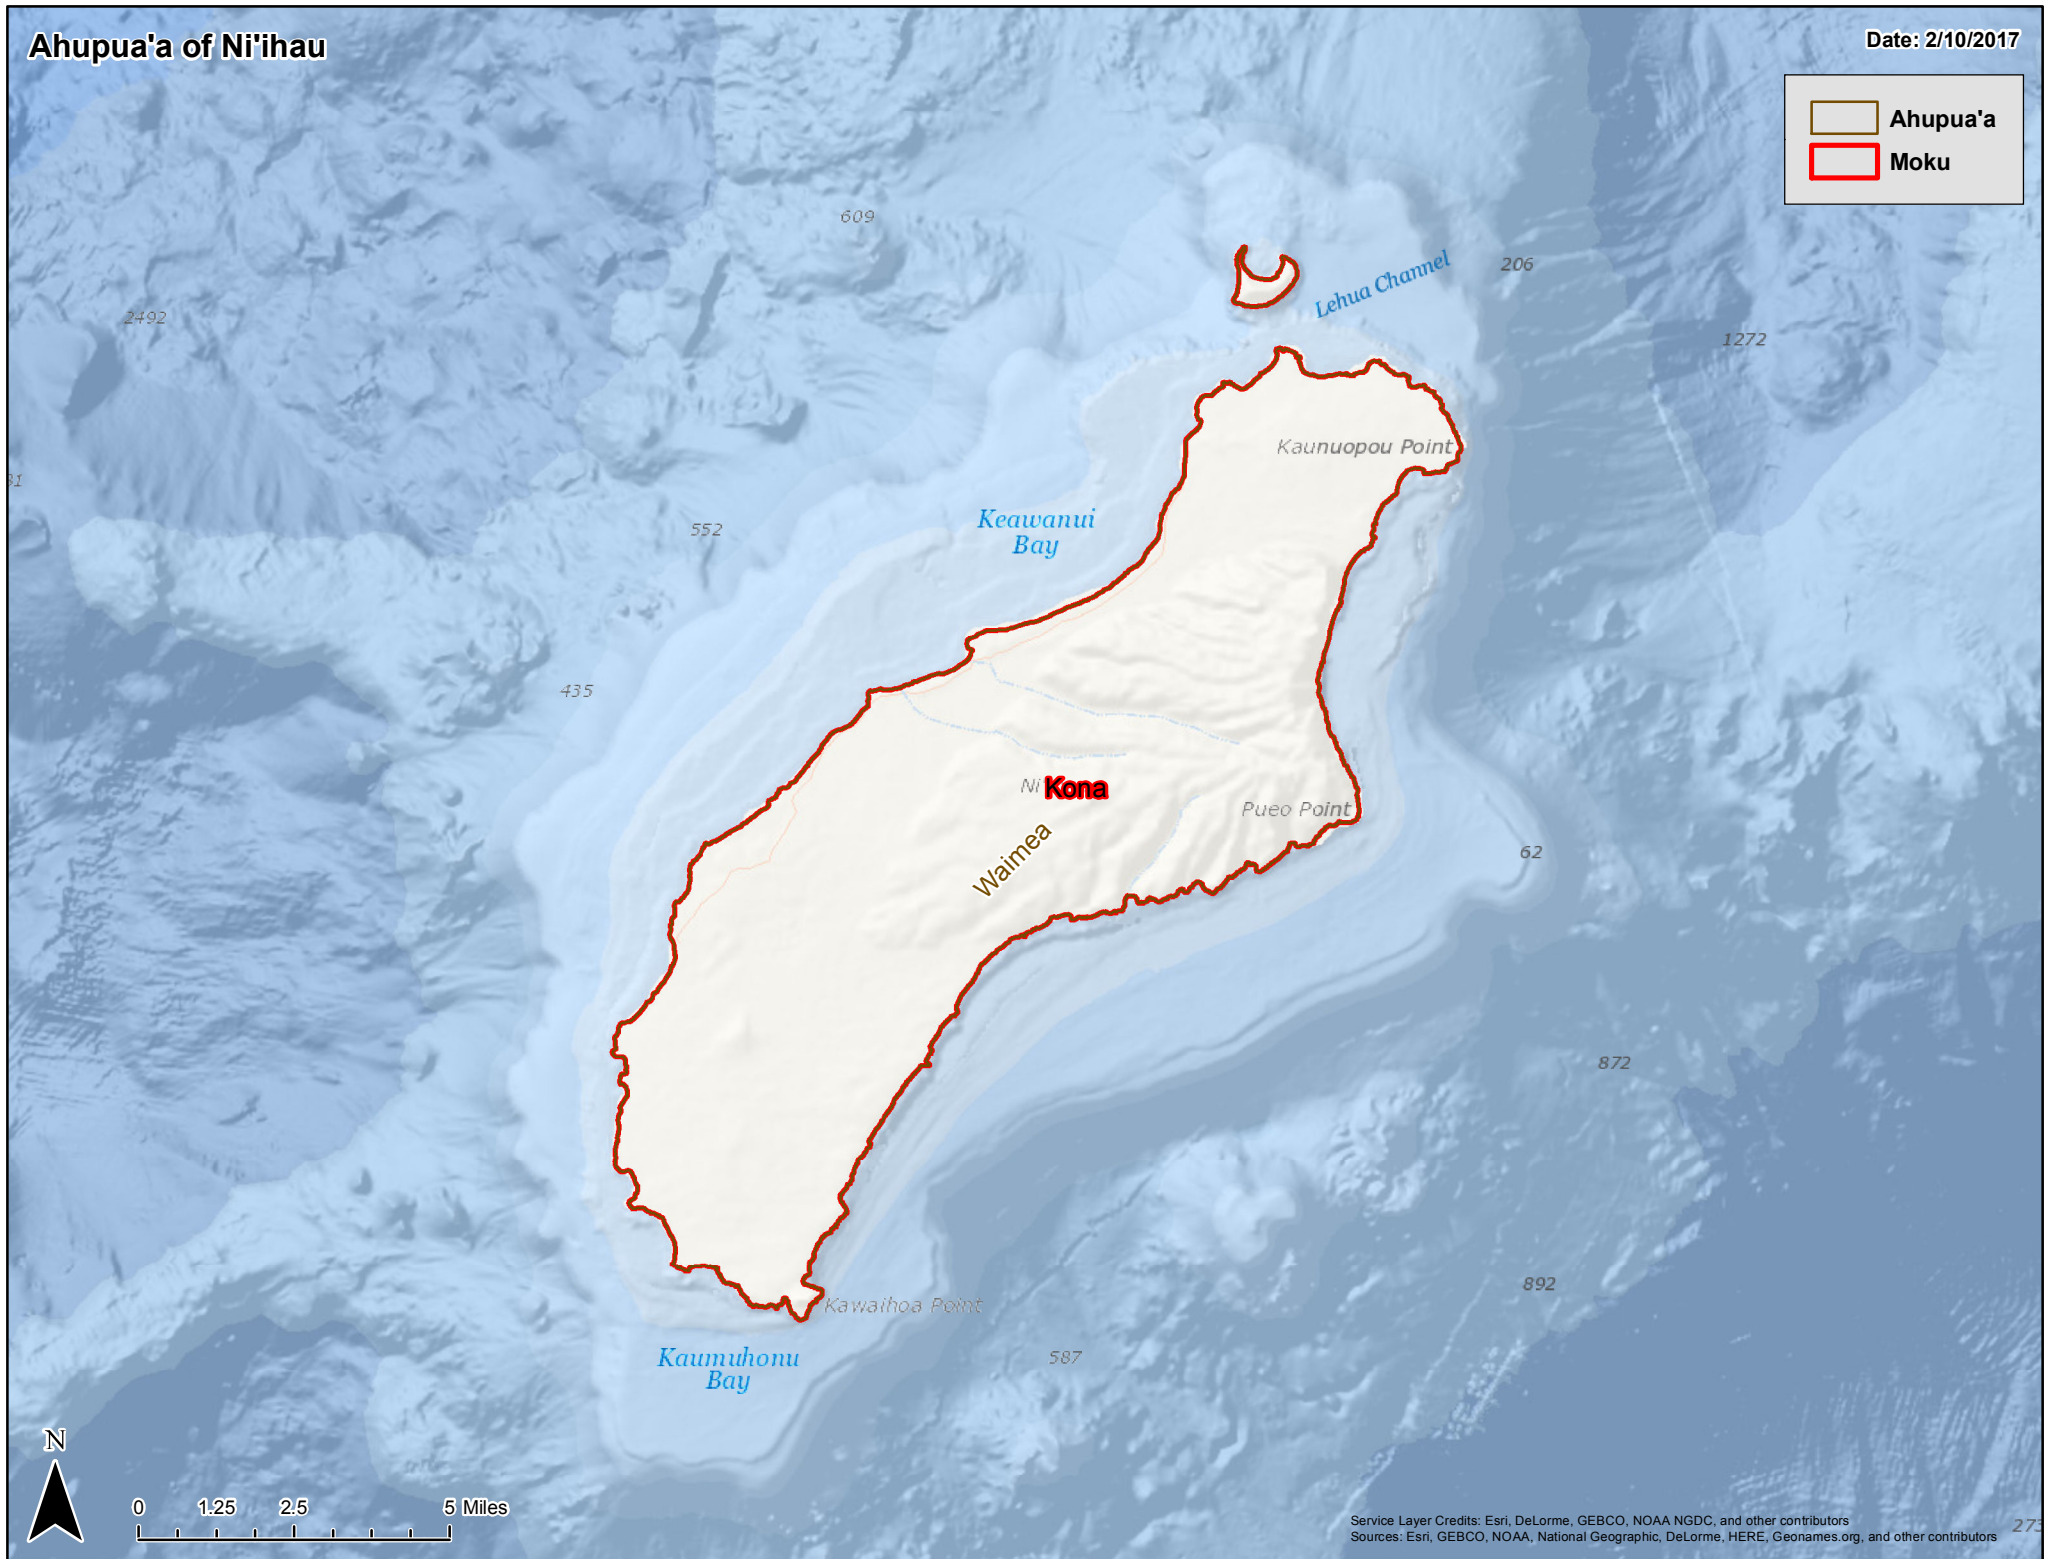 Ahupua'a of Ni'ihau
Date: 2/10/2017
Ahupua'a
Moku
609
206
Lehua Channel
2492
1272
Kaunuopou Point
31
552
Keawanui
Bay
435
Ni
Kona
Pueo Point
Waimea
62
872
892
Kawaihoa Point
587
Kaumuhonu
Bay
N
0 1.25 2.5 5 Miles
Service Layer Credits: Esri, DeLorme, GEBCO, NOAA NGDC, and other contributors
Sources: Esri, GEBCO, NOAA, National Geographic, DeLorme, HERE, Geonames.org, and other contributors
273